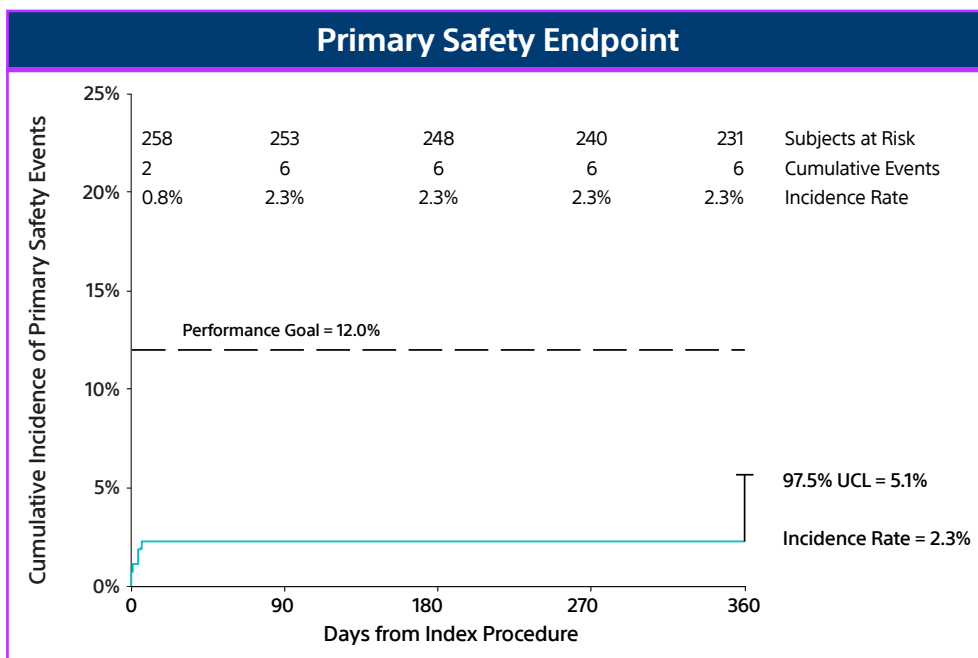 Primary Safety Endpoint
Cumulative Incidence of Primary Safety Events
25%
258 253 248 240 231 Subjects at Risk
2 6 6 6 6 Cumulative Events
20%
0.8% 2.3% 2.3% 2.3% 2.3% Incidence Rate
15%
Performance Goal = 12.0%
10%
5%
97.5% UCL = 5.1%
Incidence Rate = 2.3%
0%
0 90 180 270 360
Days from Index Procedure